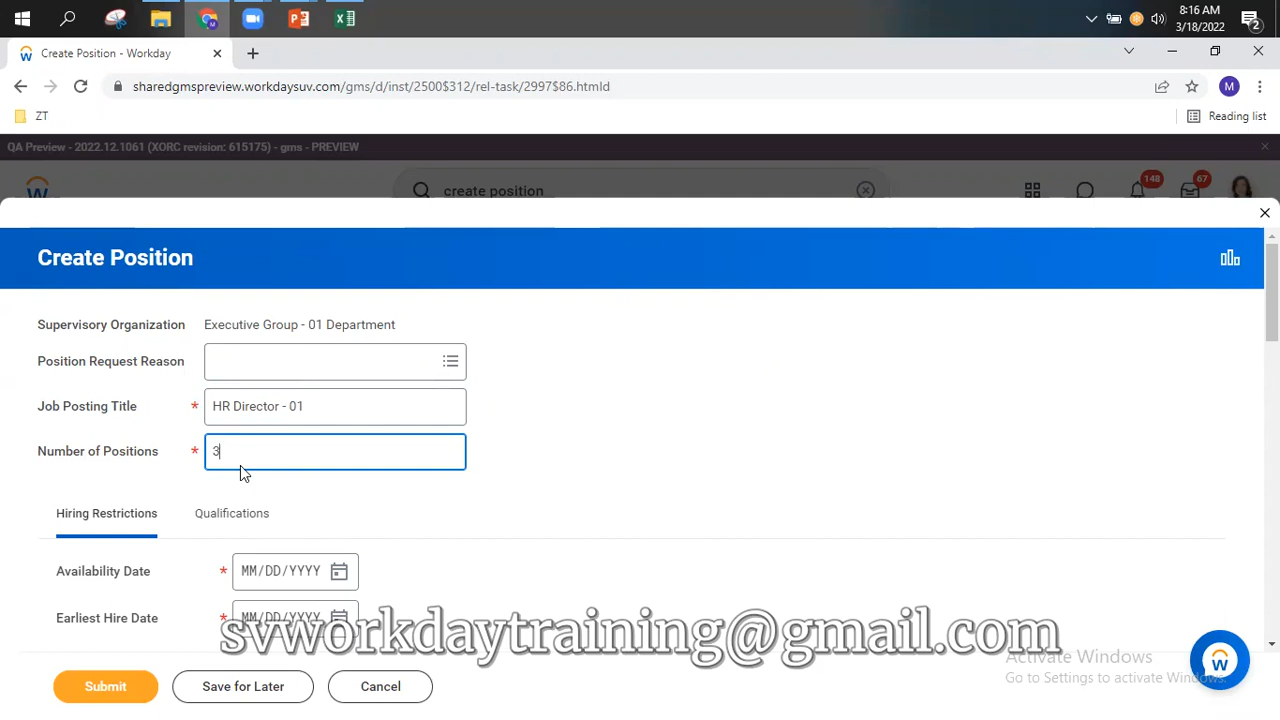 8:16 AM
3/18/2022
2
Create Position - Workday
sharedgmspreview.workdaysuv.com/gms/d/inst/2500$312/rel-task/2997$86.htmld
M
ZT
Reading list
QA Preview - 2022.12.1061 (XORC revision: 615175) - gms - PREVIEW
create position
148
67
Create Position
Supervisory Organization Executive Group - 01 Department
Position Request Reason
Job Posting Title * HR Director - 01
Number of Positions * 3
Hiring Restrictions Qualifications
Availability Date * MM/DD/YYYY
Earliest Hire Date * MM/DD/YYYY
svworkdaytraining@gmail.com
Activate Windows
Go to Settings to activate Windows.
Submit Save for Later Cancel